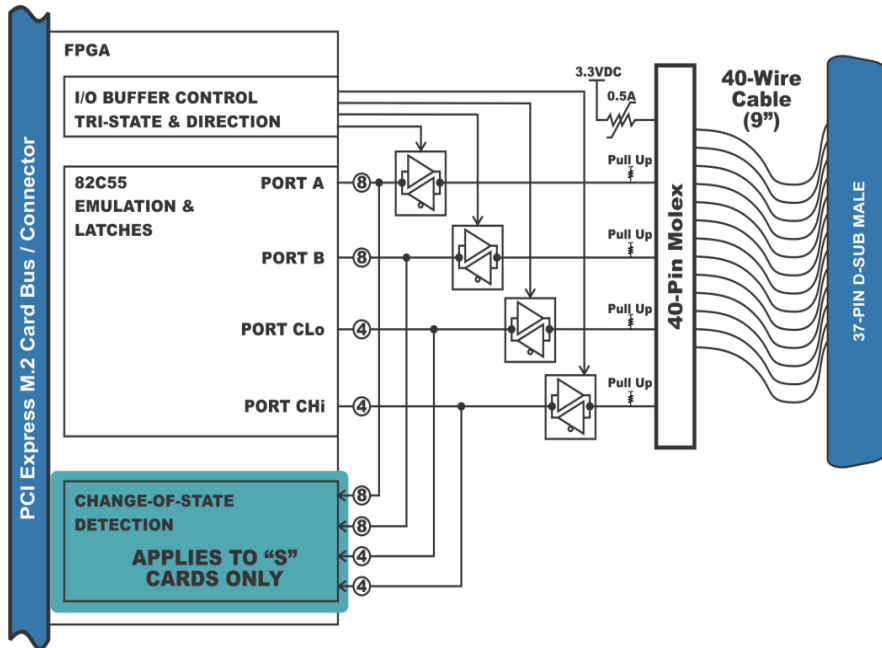 PCI Express M.2 Card Bus / Connector
FPGA
I/O BUFFER CONTROL
TRI-STATE & DIRECTION
82C55
EMULATION &
LATCHES
PORT A
8
PORT B
8
PORT CLo
4
PORT CHi
4
CHANGE-OF-STATE
DETECTION
APPLIES TO “S”
CARDS ONLY
8
8
4
4
3.3VDC
0.5A
Pull Up
Pull Up
Pull Up
Pull Up
40-Pin Molex
40-Wire
Cable
(9”)
37-PIN D-SUB MALE